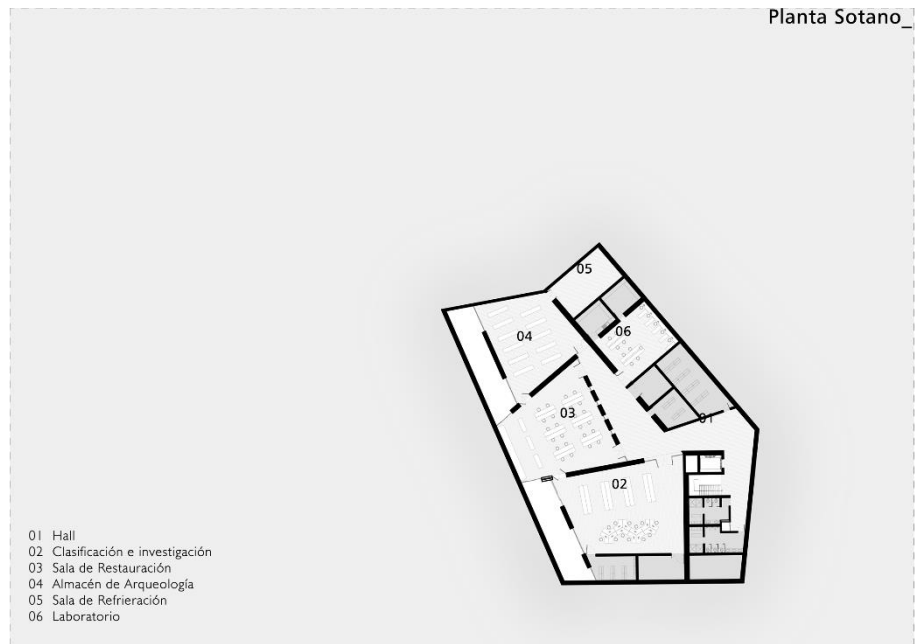 Planta Sotano_
05
06
04
03
01
02
01 Hall
02 Clasificación e investigación
03 Sala de Restauración
04 Almacén de Arqueología
05 Sala de Refrieración
06 Laboratorio